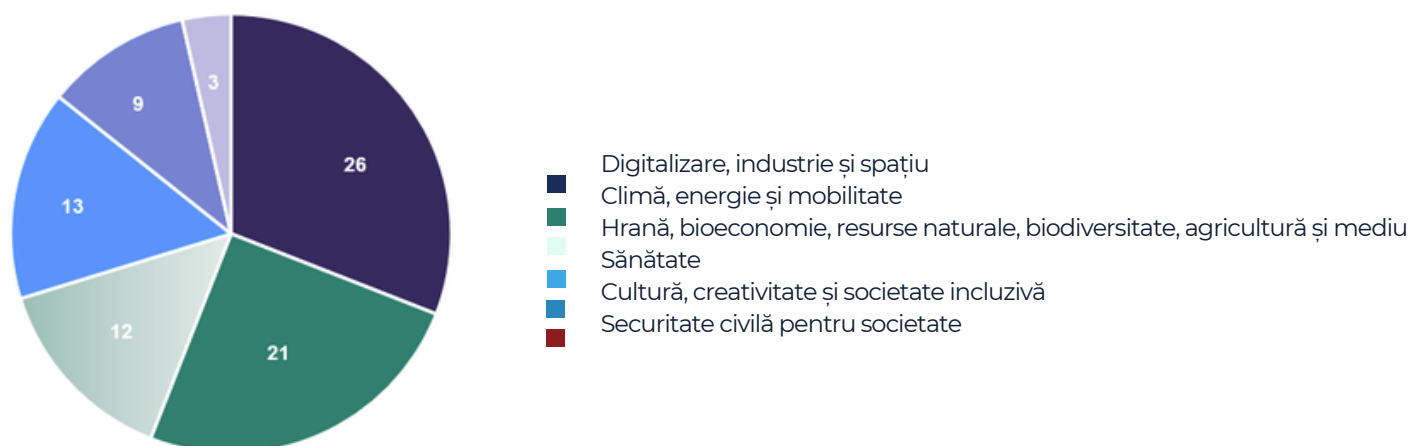 3
9
26
13
12
21
Digitalizare, industrie și spațiu
Climă, energie și mobilitate
Hrană, bioeconomie, resurse naturale, biodiversitate, agricultură și mediu
Sănătate
Cultură, creativitate și societate incluzivă
Securitate civilă pentru societate